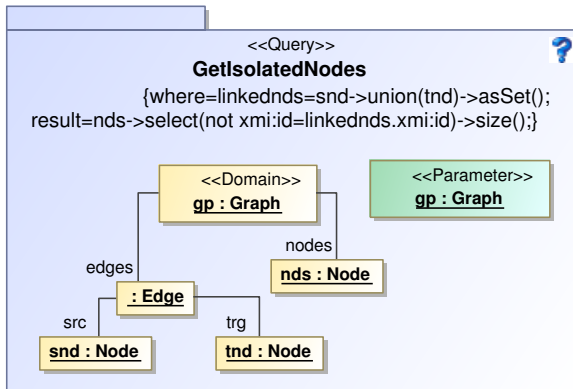 <<Query>>
GetIsolatedNodes
{where=linkednds=snd->union(tnd)->asSet();
result=nds->select(not xmi:id=linkednds.xmi:id)->size();}
<<Domain>>
gp : Graph
<<Parameter>>
gp : Graph
edges
nodes
nds : Node
: Edge
src
trg
snd : Node
tnd : Node